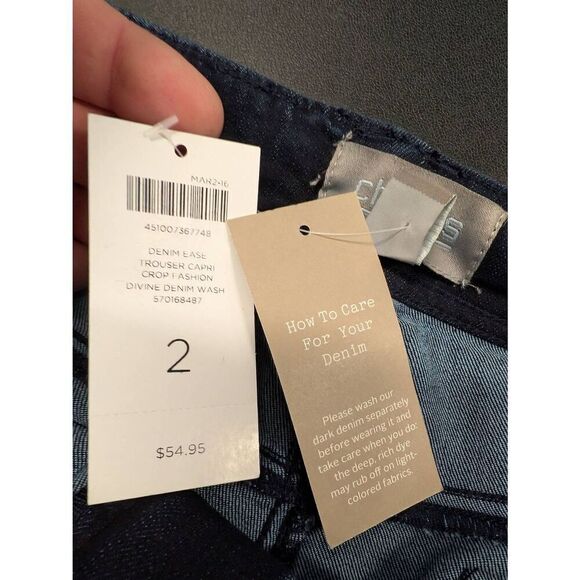 MAR2-16
451007367748
DENIM EASE
TROUSER CAPRI
CROP FASHION
DIVINE DENIM WASH
570168487
2
$54.95
How To Care
For Your
Denim
Please wash our
dark denim separately
before wearing it and
take care when you do:
the deep, rich dye
may rub off on light-
colored fabrics.